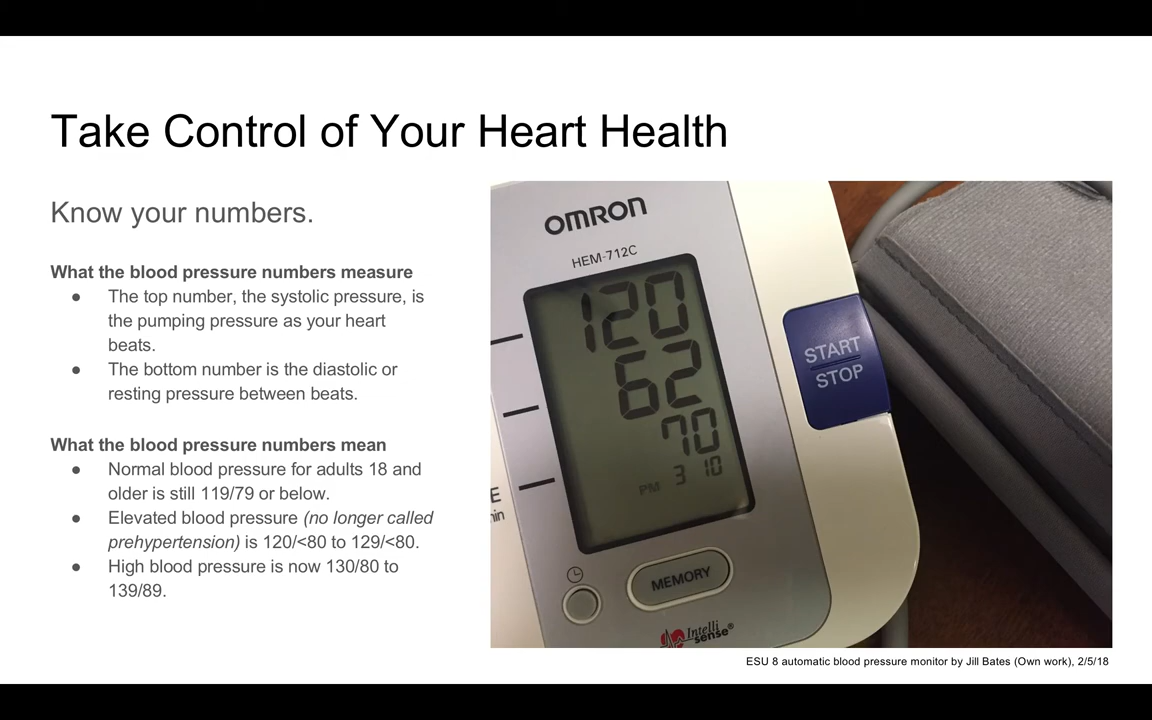 Take Control of Your Heart Health
Know your numbers.
What the blood pressure numbers measure
● The top number, the systolic pressure, is
the pumping pressure as your heart
beats.
● The bottom number is the diastolic or
resting pressure between beats.
What the blood pressure numbers mean
● Normal blood pressure for adults 18 and
older is still 119/79 or below.
● Elevated blood pressure (no longer called
prehypertension) is 120/<80 to 129/<80.
● High blood pressure is now 130/80 to
139/89.
OMRON
HEM-712C
120
62
70
PM 3 10
START
STOP
MEMORY
Intelli
sense®
ESU 8 automatic blood pressure monitor by Jill Bates (Own work), 2/5/18